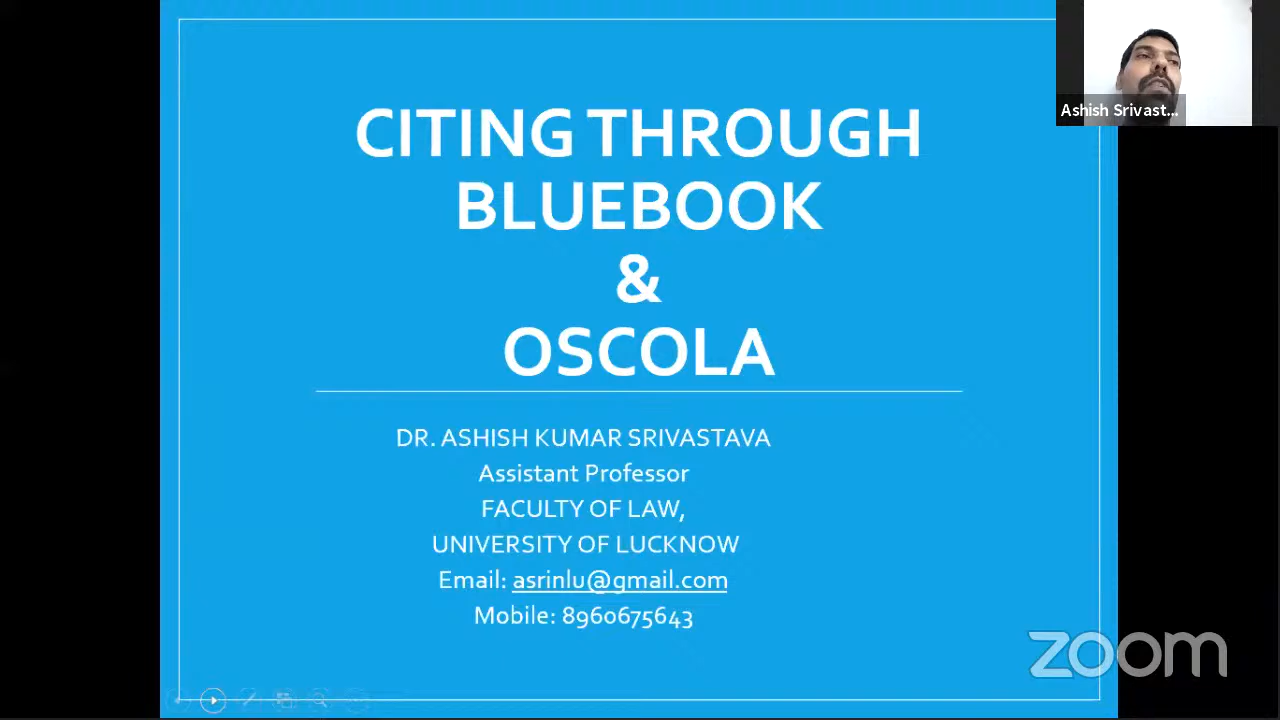 CITING THROUGH
BLUEBOOK
&
OSCOLA
DR. ASHISH KUMAR SRIVASTAVA
Assistant Professor
FACULTY OF LAW,
UNIVERSITY OF LUCKNOW
Email: asrinlu@gmail.com
Mobile: 8960675643
Ashish Srivast...
zoom